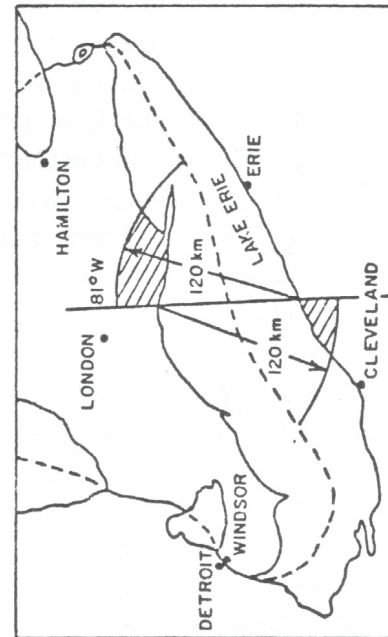 HAMILTON
81° W
120 km
LAKE ERIE
ERIE
LONDON
120 km
CLEVELAND
WINDSOR
DETROIT